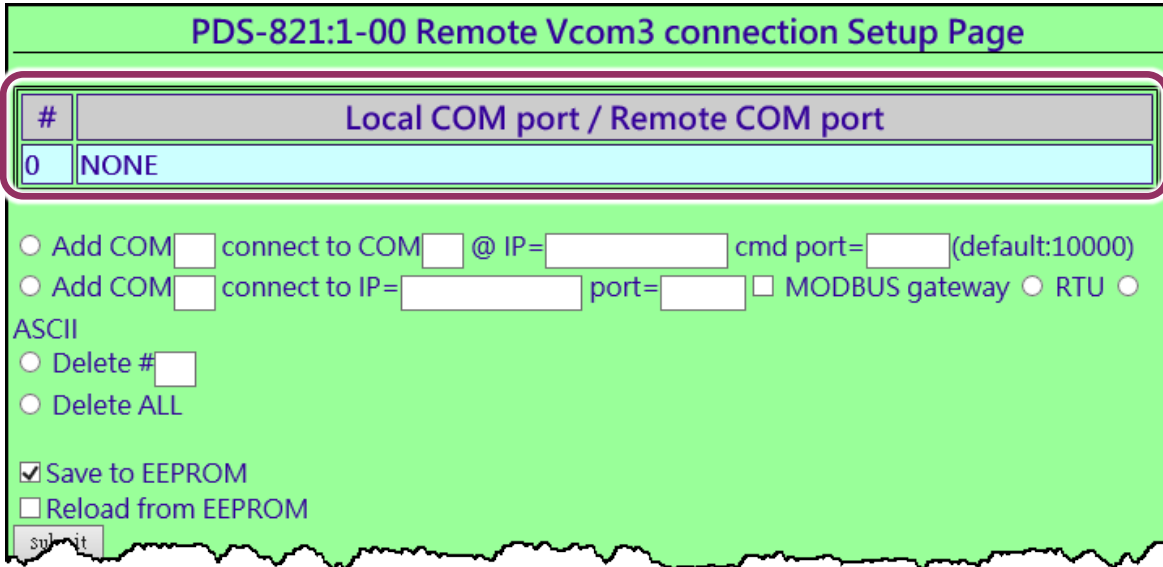 PDS-821:1-00 Remote Vcom3 connection Setup Page
# Local COM port / Remote COM port
0 NONE
Add COM connect to COM @ IP= cmd port= (default:10000)
Add COM connect to IP= port= MODBUS gateway RTU
ASCII
Delete #
Delete ALL
Save to EEPROM
Reload from EEPROM
submit